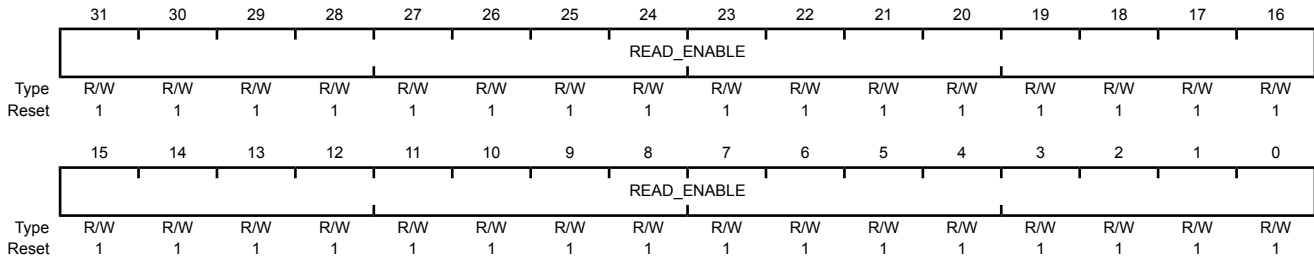 31 30 29 28 27 26 25 24 23 22 21 20 19 18 17 16
READ_ENABLE
Type R/W R/W R/W R/W R/W R/W R/W R/W R/W R/W R/W R/W R/W R/W R/W R/W
Reset 1 1 1 1 1 1 1 1 1 1 1 1 1 1 1 1
15 14 13 12 11 10 9 8 7 6 5 4 3 2 1 0
READ_ENABLE
Type R/W R/W R/W R/W R/W R/W R/W R/W R/W R/W R/W R/W R/W R/W R/W R/W
Reset 1 1 1 1 1 1 1 1 1 1 1 1 1 1 1 1